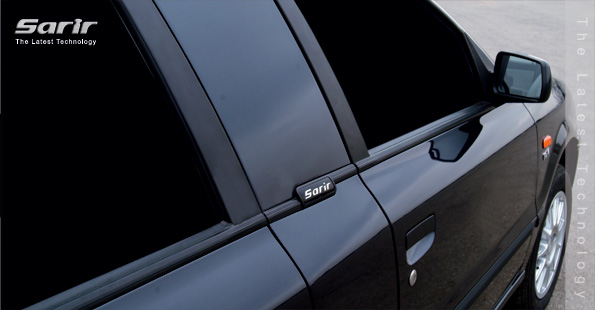 Sarir
The Latest Technology
Sarir
The Latest Technology